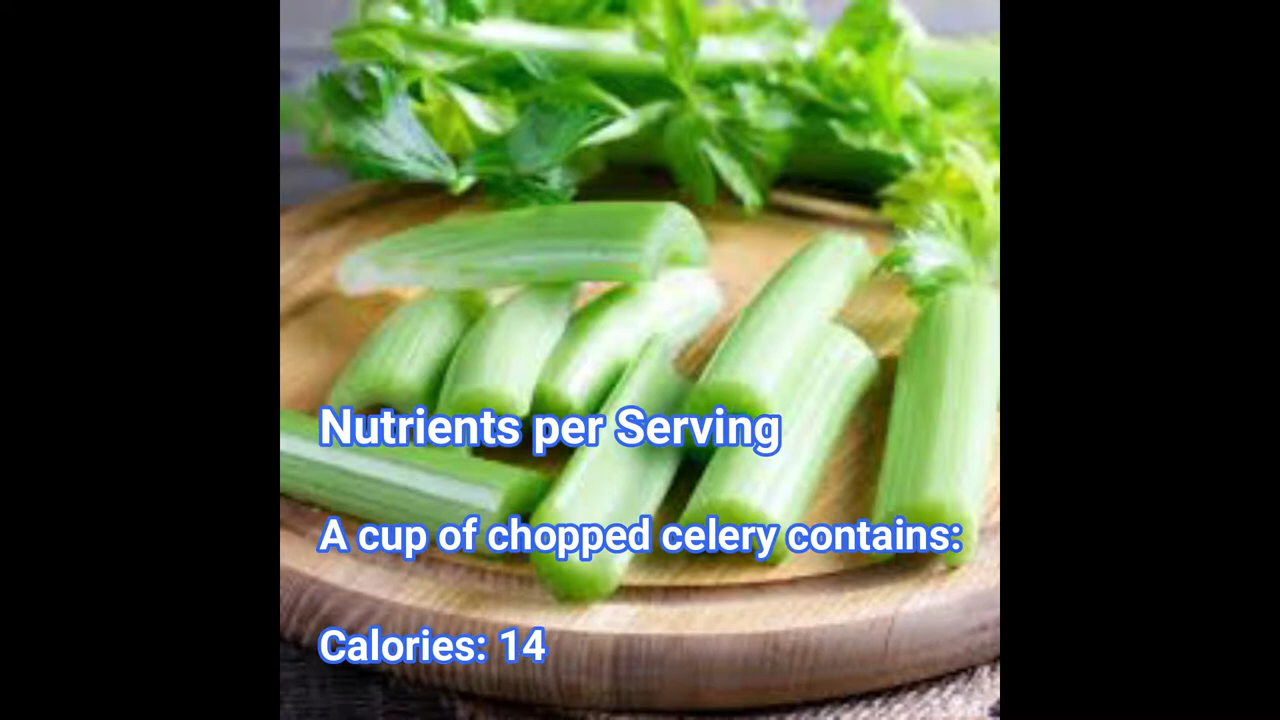 Nutrients per Serving
A cup of chopped celery contains:
Calories: 14